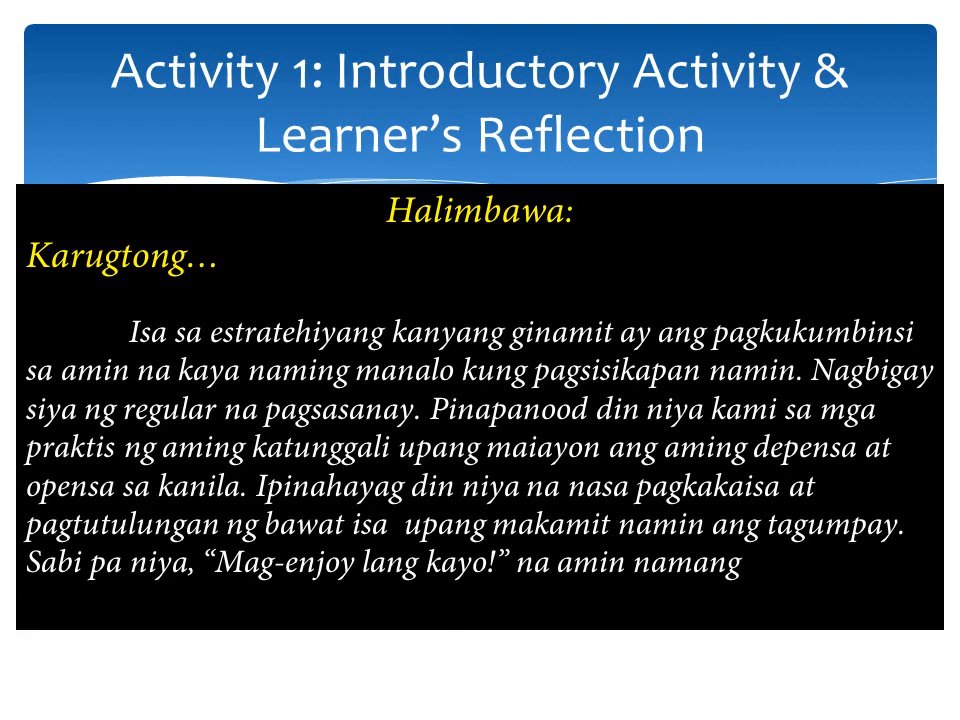 Activity 1: Introductory Activity &
Learner’s Reflection
Halimbawa:
Karugtong…
Isa sa estratehiyang kanyang ginamit ay ang pagkukumbinsi
sa amin na kaya naming manalo kung pagsisikapan namin. Nagbigay
siya ng regular na pagsasanay. Pinapanood din niya kami sa mga
praktis ng aming katunggali upang maiayon ang aming depensa at
opensa sa kanila. Ipinahayag din niya na nasa pagkakaisa at
pagtutulungan ng bawat isa  upang makamit namin ang tagumpay.
Sabi pa niya, “Mag-enjoy lang kayo!” na amin namang